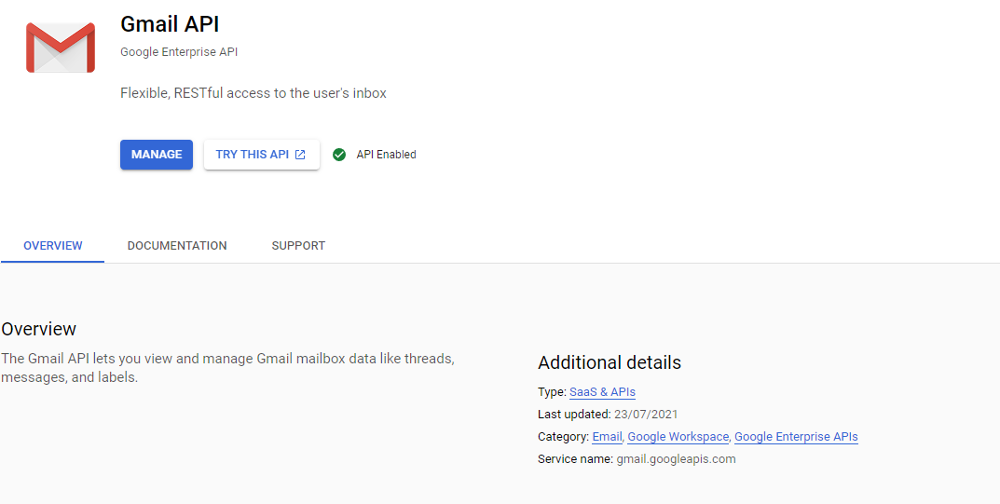 Gmail API
Google Enterprise API
Flexible, RESTful access to the user's inbox
MANAGE
TRY THIS API
API Enabled
OVERVIEW
DOCUMENTATION
SUPPORT
Overview
The Gmail API lets you view and manage Gmail mailbox data like threads,
messages, and labels.
Additional details
Type: SaaS & APIs
Last updated: 23/07/2021
Category: Email, Google Workspace, Google Enterprise APIs
Service name: gmail.googleapis.com